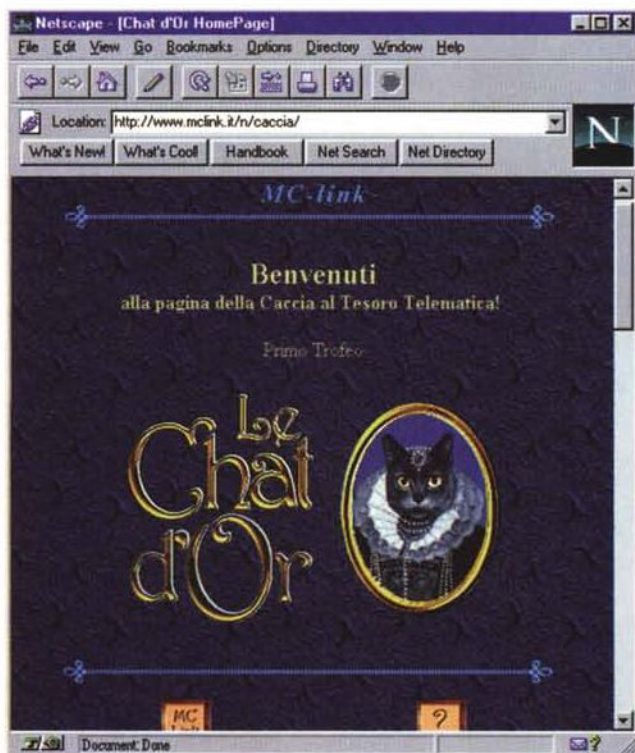 Netscape - [Chat d'Or HomePage]
File Edit View Go Bookmarks Options Directory Window Help
Location: http://www.mclink.it/n/caccia/
N
What's New! What's Cool! Handbook Net Search Net Directory
MC-link
Benvenuti
alla pagina della Caccia al Tesoro Telematica!
Primo Trofeo
Le
Chat
d'Or
MC ?
Link
Document: Done
?